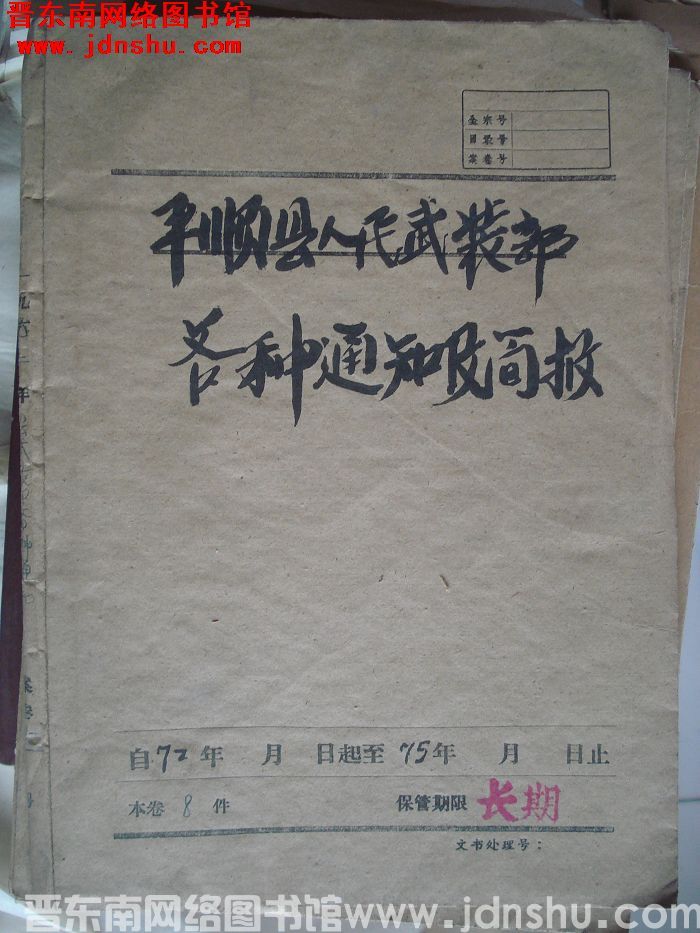 晋东南网络图书馆
www.jdnshu.com
全宗号
目录号
案卷号
平顺县人民武装部
各种通知及简报
自72年 月 日起至75年 月 日止
本卷 8 件 保管期限 长期
文书处理号：
晋东南网络图书馆www.jdnshu.com